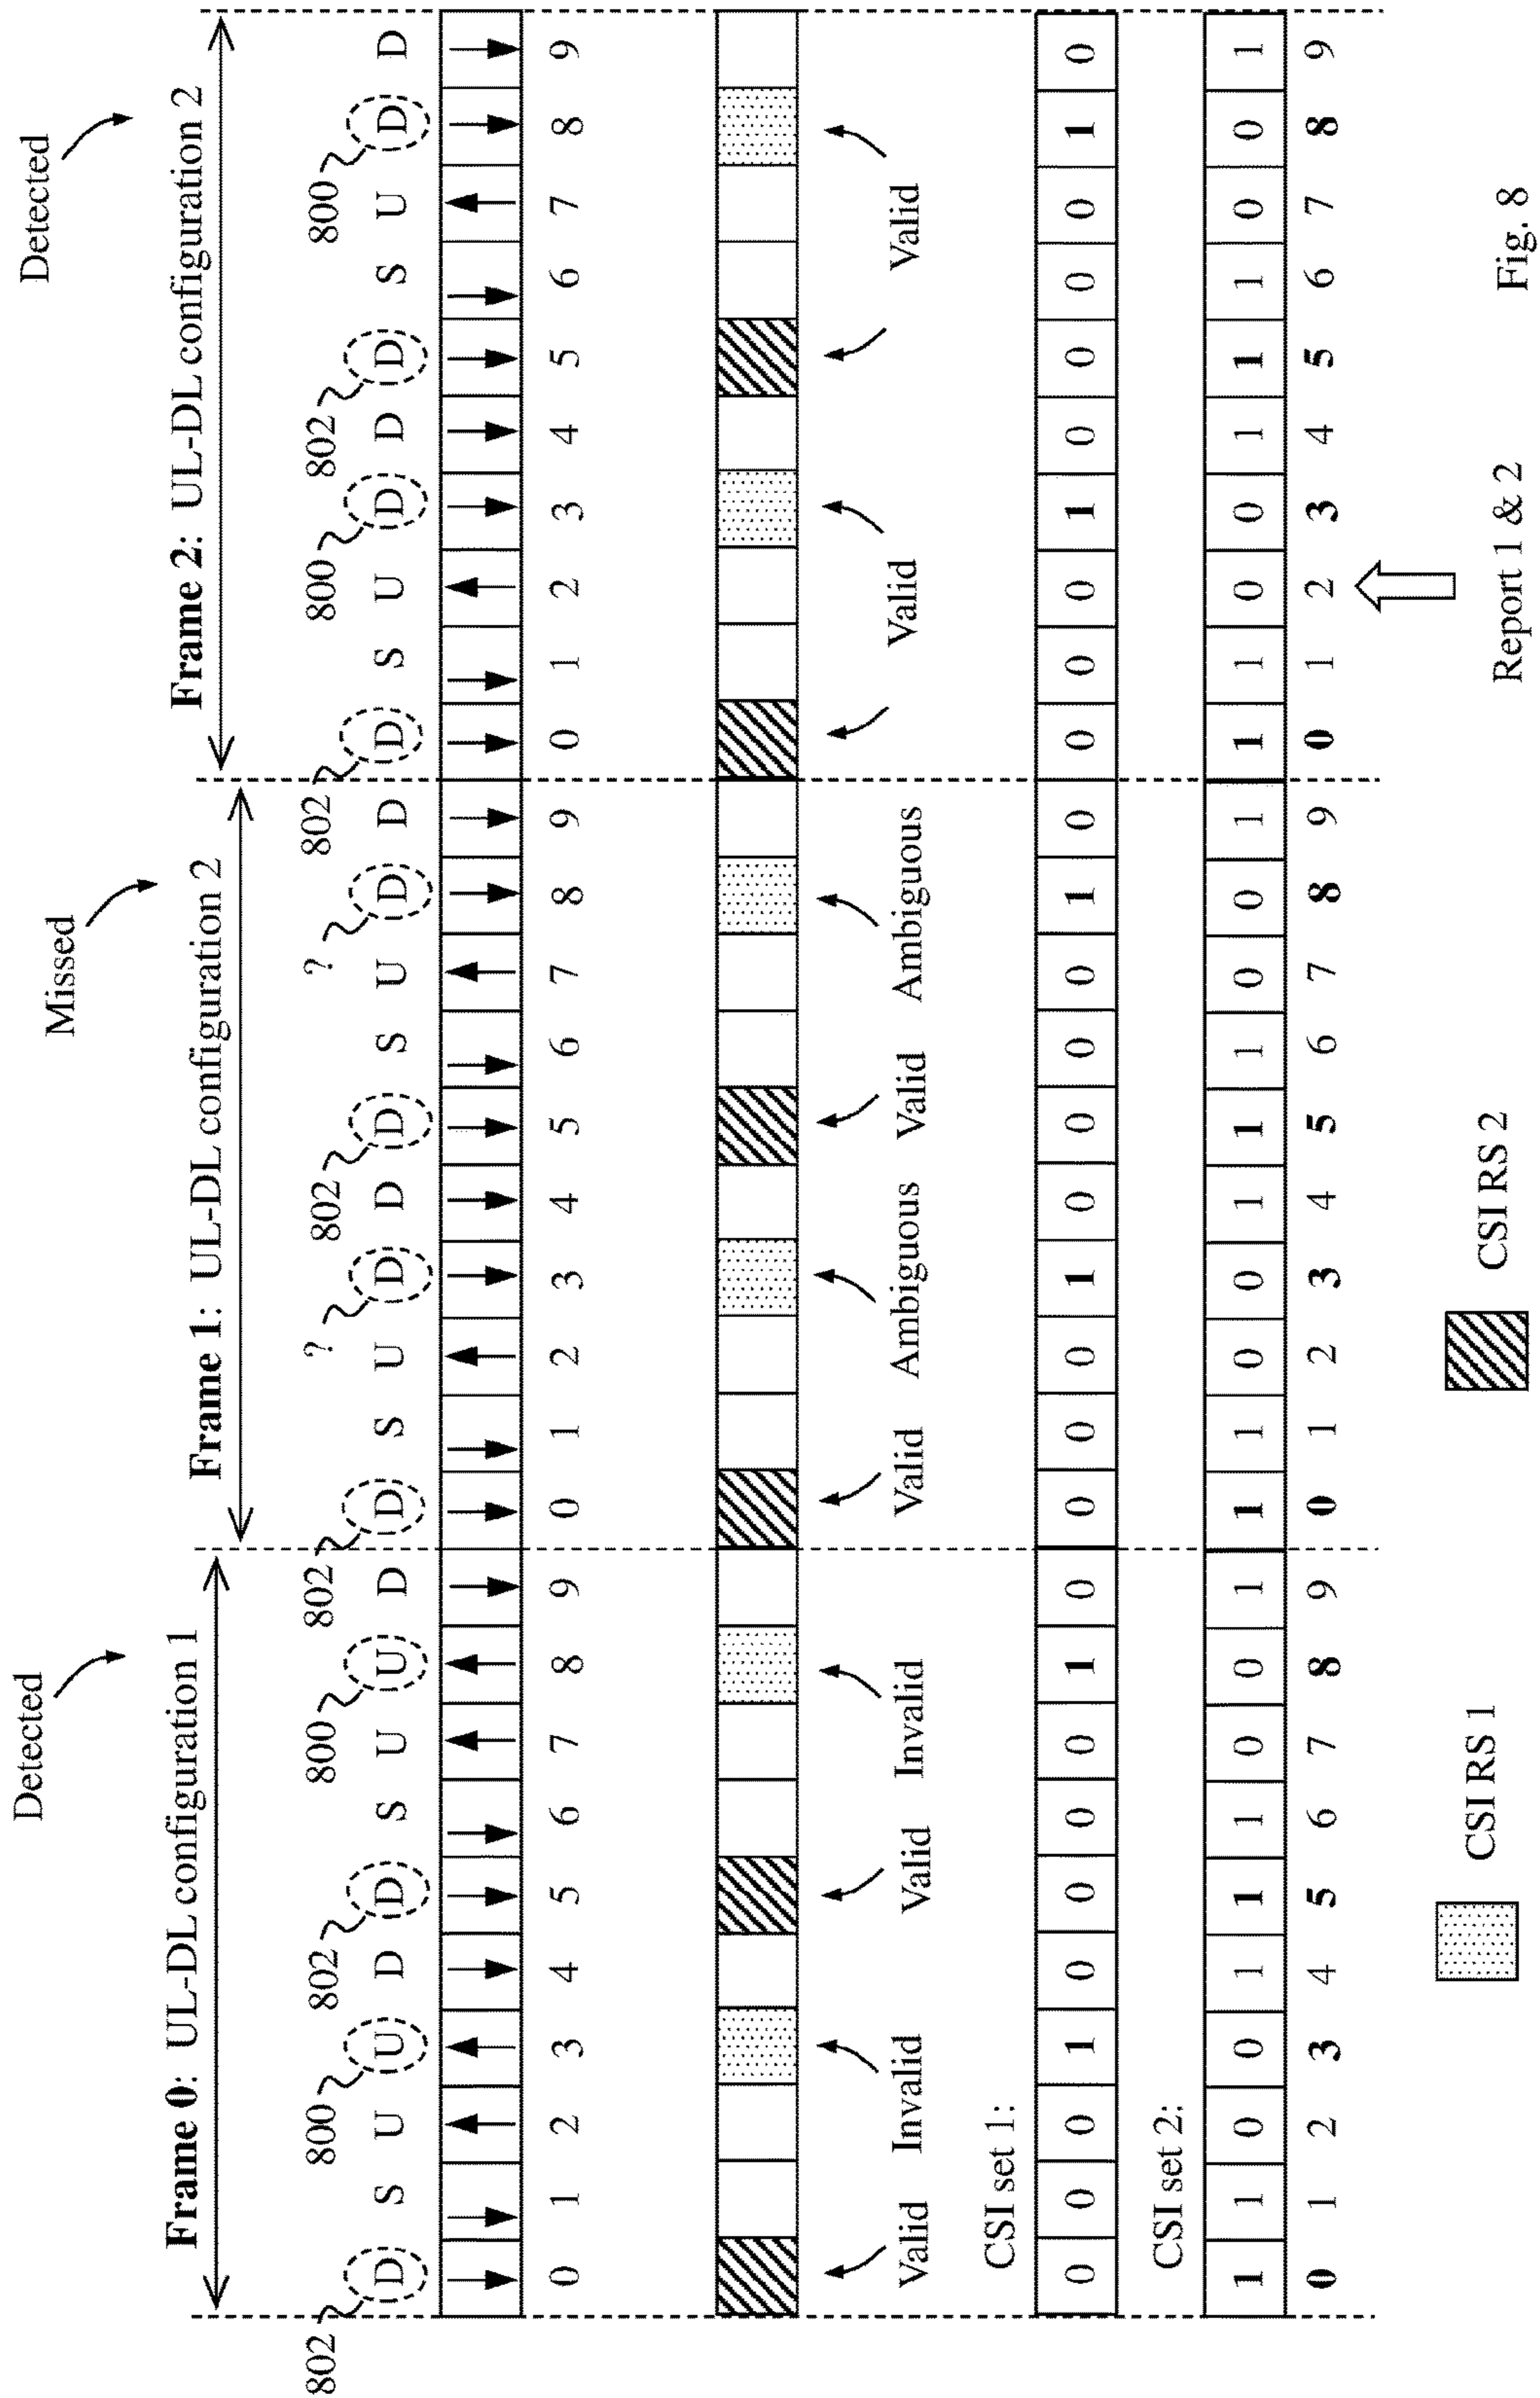 Detected
Missed
Detected
Frame 0: UL-DL configuration 1
Frame 1: UL-DL configuration 2
Frame 2: UL-DL configuration 2
802 800 802 800 802 ? 802 ? 802 800 802 800
D S U U D D S U U D D S U D D D S U D D D S U D D D S U D D
0 1 2 3 4 5 6 7 8 9 0 1 2 3 4 5 6 7 8 9 0 1 2 3 4 5 6 7 8 9
Valid Invalid Valid Invalid Valid Ambiguous Valid Ambiguous Valid Valid
CSI set 1:
0 0 0 1 0 0 0 0 1 0 0 0 0 1 0 0 0 0 1 0 0 0 0 1 0 0 0 0 1 0
CSI set 2:
1 1 0 0 1 1 1 0 0 1 1 1 0 0 1 1 1 0 0 1 1 1 0 0 1 1 1 0 0 1
0 1 2 3 4 5 6 7 8 9 0 1 2 3 4 5 6 7 8 9 0 1 2 3 4 5 6 7 8 9
CSI RS 1
CSI RS 2
Report 1 & 2
Fig. 8